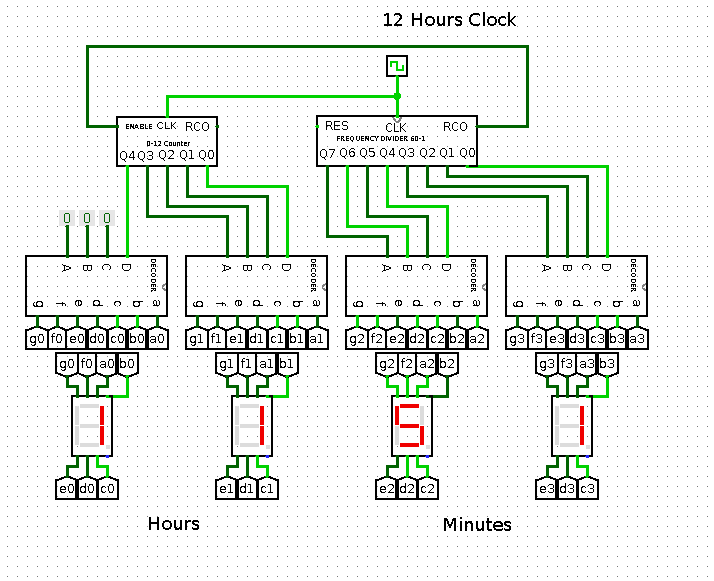 12 Hours Clock
ENABLE CLK RCO
0-12 Counter
Q4 Q3 Q2 Q1 Q0
RES CLK RCO
FREQUENCY DIVIDER 60-1
Q7 Q6 Q5 Q4 Q3 Q2 Q1 Q0
0 0 0
A B C D DECODER
g f e d c b a
A B C D DECODER
g f e d c b a
A B C D DECODER
g f e d c b a
A B C D DECODER
g f e d c b a
g0 f0 e0 d0 c0 b0 a0
g1 f1 e1 d1 c1 b1 a1
g2 f2 e2 d2 c2 b2 a2
g3 f3 e3 d3 c3 b3 a3
g0 f0 a0 b0
g1 f1 a1 b1
g2 f2 a2 b2
g3 f3 a3 b3
1 1 5 1
e0 d0 c0
e1 d1 c1
e2 d2 c2
e3 d3 c3
Hours
Minutes